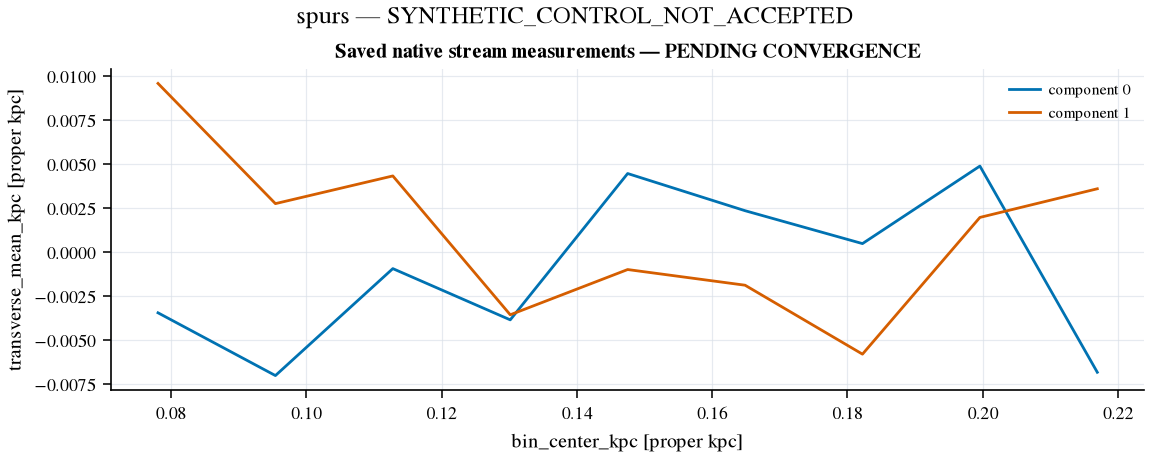 spurs — SYNTHETIC_CONTROL_NOT_ACCEPTED
Saved native stream measurements — PENDING CONVERGENCE
transverse_mean_kpc [proper kpc]
0.0100
0.0075
0.0050
0.0025
0.0000
−0.0025
−0.0050
−0.0075
component 0
component 1
0.08 0.10 0.12 0.14 0.16 0.18 0.20 0.22
bin_center_kpc [proper kpc]